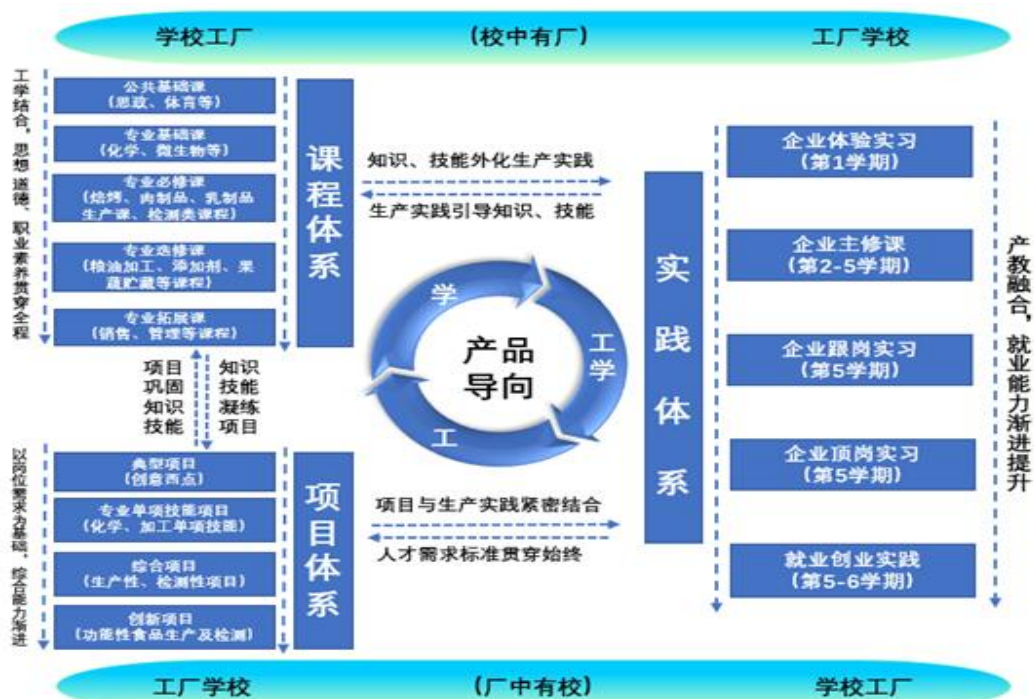 学校工厂 (校中有厂) 工厂学校
工学结合，思想道德、职业素养贯穿全程
公共基础课
(思政、体育等)
专业基础课
(化学、微生物等)
专业必修课
(焙烤、肉制品、乳制品
生产课、检测类课程)
专业选修课
(粮油加工、添加剂、果
蔬贮藏等课程)
专业拓展课
(销售、管理等课程)
课程体系
知识、技能外化生产实践
生产实践引导知识、技能
项目
巩固
知识
技能
知识
技能
凝练
项目
学
工学
工
产品
导向
以岗位需求为基础，综合能力渐进
典型项目
(创意西点)
专业单项技能项目
(化学、加工单项技能)
综合项目
(生产性、检测性项目)
创新项目
(功能性食品生产及检测)
项目体系
项目与生产实践紧密结合
人才需求标准贯穿始终
实践体系
企业体验实习
(第1学期)
企业主修课
(第2-5学期)
企业跟岗实习
(第5学期)
企业顶岗实习
(第5学期)
就业创业实践
(第5-6学期)
产教融合，就业能力渐进提升
工厂学校 (厂中有校) 学校工厂